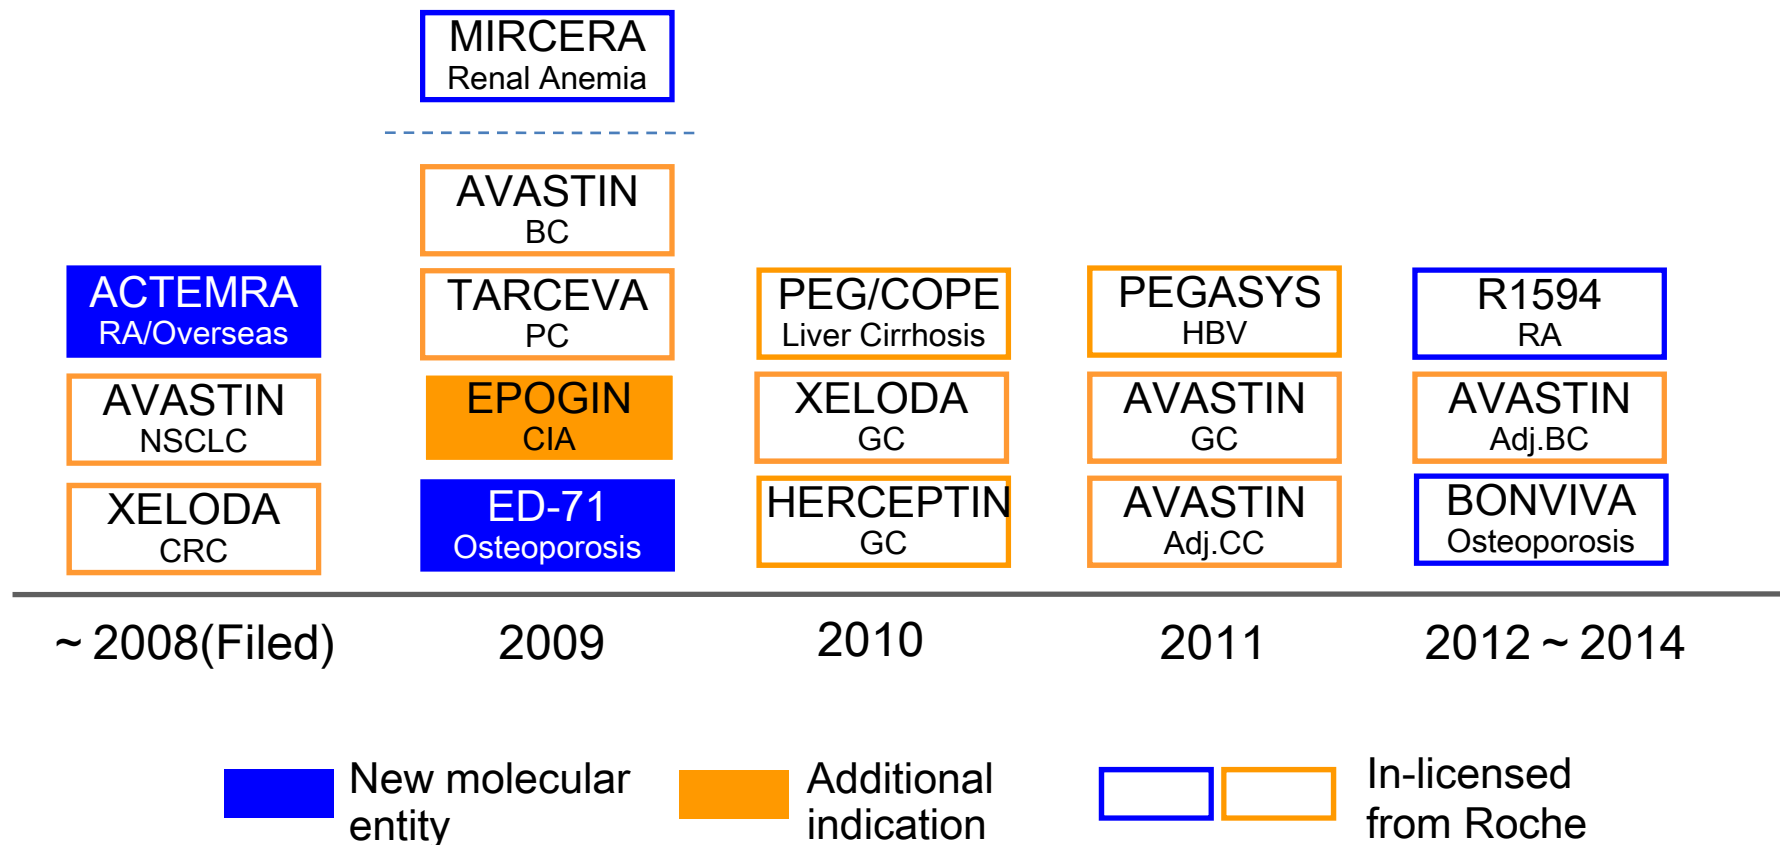 MIRCERA
Renal Anemia
AVASTIN
BC
ACTEMRA
RA/Overseas
TARCEVA
PC
PEG/COPE
Liver Cirrhosis
PEGASYS
HBV
R1594
RA
AVASTIN
NSCLC
EPOGIN
CIA
XELODA
GC
AVASTIN
GC
AVASTIN
Adj.BC
XELODA
CRC
ED-71
Osteoporosis
HERCEPTIN
GC
AVASTIN
Adj.CC
BONVIVA
Osteoporosis
~ 2008(Filed)
2009
2010
2011
2012 ~ 2014
New molecular
entity
Additional
indication
In-licensed
from Roche